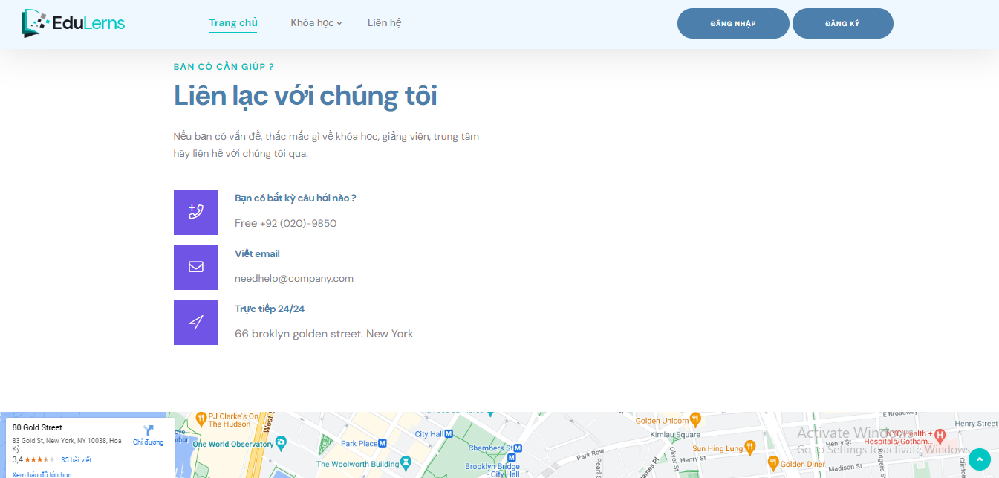 EduLerns
Trang chủ
Khóa học
Liên hệ
ĐĂNG NHẬP
ĐĂNG KÝ
BẠN CÓ CẦN GIÚP ?
Liên lạc với chúng tôi
Nếu bạn có vấn đề, thắc mắc gì về khóa học, giảng viên, trung tâm
hãy liên hệ với chúng tôi qua.
Bạn có bất kỳ câu hỏi nào ?
Free +92 (020)-9850
Viết email
needhelp@company.com
Trực tiếp 24/24
66 broklyn golden street. New York
80 Gold Street
83 Gold St, New York, NY 10038, Hoa
Kỳ
Chỉ đường
3,4
35 bài viết
Xem bản đồ lớn hơn
PJ Clarke's On
The Hudson
West S
One World Observatory
The Woolworth Building
Park Place
City Hall
Chambers St
Brooklyn Bridge
- City Hall
Park Row
James Pl
Pearl S
Oliver St
Golden Unicorn
Kimlau Square
Sun Hing Lung
Henry St
Henry St
Golden Diner
Madison St
Rutgers S
E Broadway
NYC Health +
Hospitals/Gotham...
Henry Street
Clinton
Activate Windows
Go to Settings to activate Windows